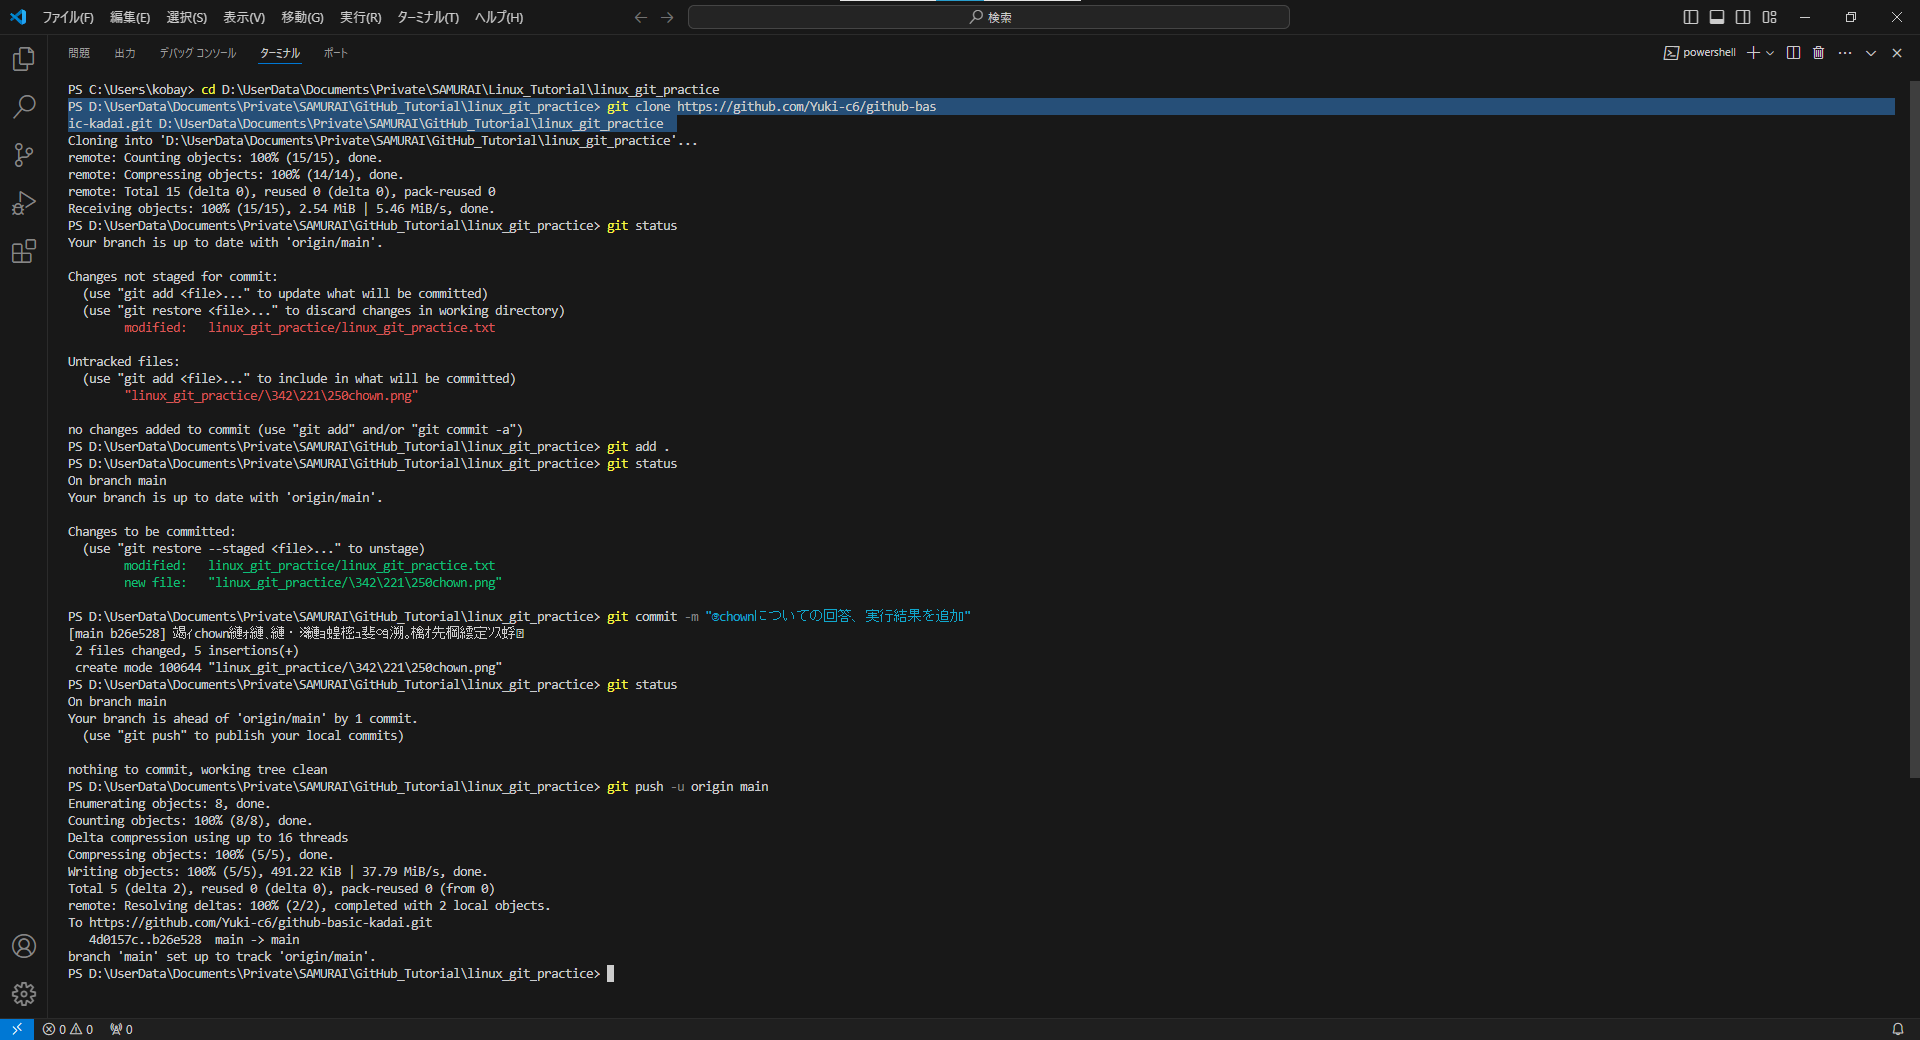 ファイル(F) 編集(E) 選択(S) 表示(V) 移動(G) 実行(R) ターミナル(T) ヘルプ(H) 検索
問題 出力 デバッグ コンソール ターミナル ポート powershell
PS C:\Users\kobay> cd D:\UserData\Documents\Private\SAMURAI\Linux_Tutorial\linux_git_practice
PS D:\UserData\Documents\Private\SAMURAI\GitHub_Tutorial\linux_git_practice> git clone https://github.com/Yuki-c6/github-bas
ic-kadai.git D:\UserData\Documents\Private\SAMURAI\GitHub_Tutorial\linux_git_practice
Cloning into 'D:\UserData\Documents\Private\SAMURAI\GitHub_Tutorial\linux_git_practice'...
remote: Counting objects: 100% (15/15), done.
remote: Compressing objects: 100% (14/14), done.
remote: Total 15 (delta 0), reused 0 (delta 0), pack-reused 0
Receiving objects: 100% (15/15), 2.54 MiB | 5.46 MiB/s, done.
PS D:\UserData\Documents\Private\SAMURAI\GitHub_Tutorial\linux_git_practice> git status
Your branch is up to date with 'origin/main'.
Changes not staged for commit:
(use "git add <file>..." to update what will be committed)
(use "git restore <file>..." to discard changes in working directory)
modified: linux_git_practice/linux_git_practice.txt
Untracked files:
(use "git add <file>..." to include in what will be committed)
"linux_git_practice/\342\221\250chown.png"
no changes added to commit (use "git add" and/or "git commit -a")
PS D:\UserData\Documents\Private\SAMURAI\GitHub_Tutorial\linux_git_practice> git add .
PS D:\UserData\Documents\Private\SAMURAI\GitHub_Tutorial\linux_git_practice> git status
On branch main
Your branch is up to date with 'origin/main'.
Changes to be committed:
(use "git restore --staged <file>..." to unstage)
modified: linux_git_practice/linux_git_practice.txt
new file: "linux_git_practice/\342\221\250chown.png"
PS D:\UserData\Documents\Private\SAMURAI\GitHub_Tutorial\linux_git_practice> git commit -m "⑨chownについての回答、実行結果を追加"
[main b26e528] chown
2 files changed, 5 insertions(+)
create mode 100644 "linux_git_practice/\342\221\250chown.png"
PS D:\UserData\Documents\Private\SAMURAI\GitHub_Tutorial\linux_git_practice> git status
On branch main
Your branch is ahead of 'origin/main' by 1 commit.
(use "git push" to publish your local commits)
nothing to commit, working tree clean
PS D:\UserData\Documents\Private\SAMURAI\GitHub_Tutorial\linux_git_practice> git push -u origin main
Enumerating objects: 8, done.
Counting objects: 100% (8/8), done.
Delta compression using up to 16 threads
Compressing objects: 100% (5/5), done.
Writing objects: 100% (5/5), 491.22 KiB | 37.79 MiB/s, done.
Total 5 (delta 2), reused 0 (delta 0), pack-reused 0 (from 0)
remote: Resolving deltas: 100% (2/2), completed with 2 local objects.
To https://github.com/Yuki-c6/github-basic-kadai.git
4d0157c..b26e528 main -> main
branch 'main' set up to track 'origin/main'.
PS D:\UserData\Documents\Private\SAMURAI\GitHub_Tutorial\linux_git_practice>
0 0 0